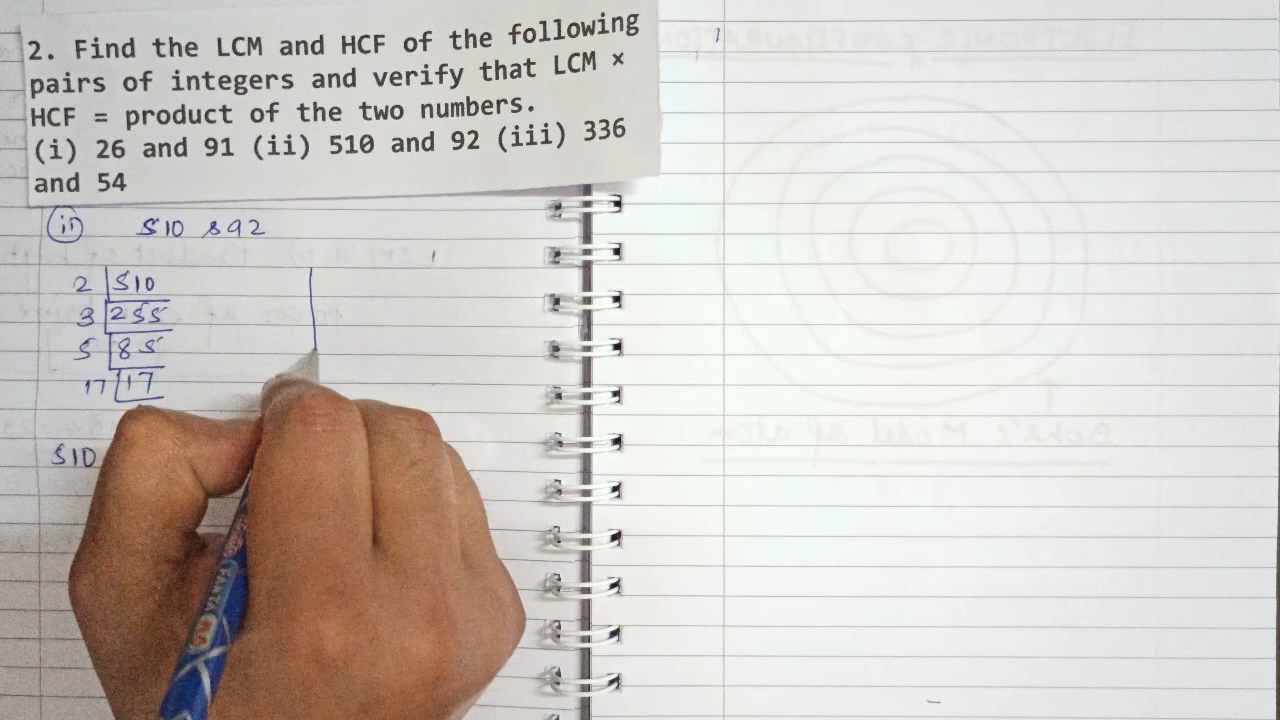 2. Find the LCM and HCF of the following
pairs of integers and verify that LCM ×
HCF = product of the two numbers.
(i) 26 and 91 (ii) 510 and 92 (iii) 336
and 54
(ii) 510 & 92
2 510
3 255
5 85
17 17
510